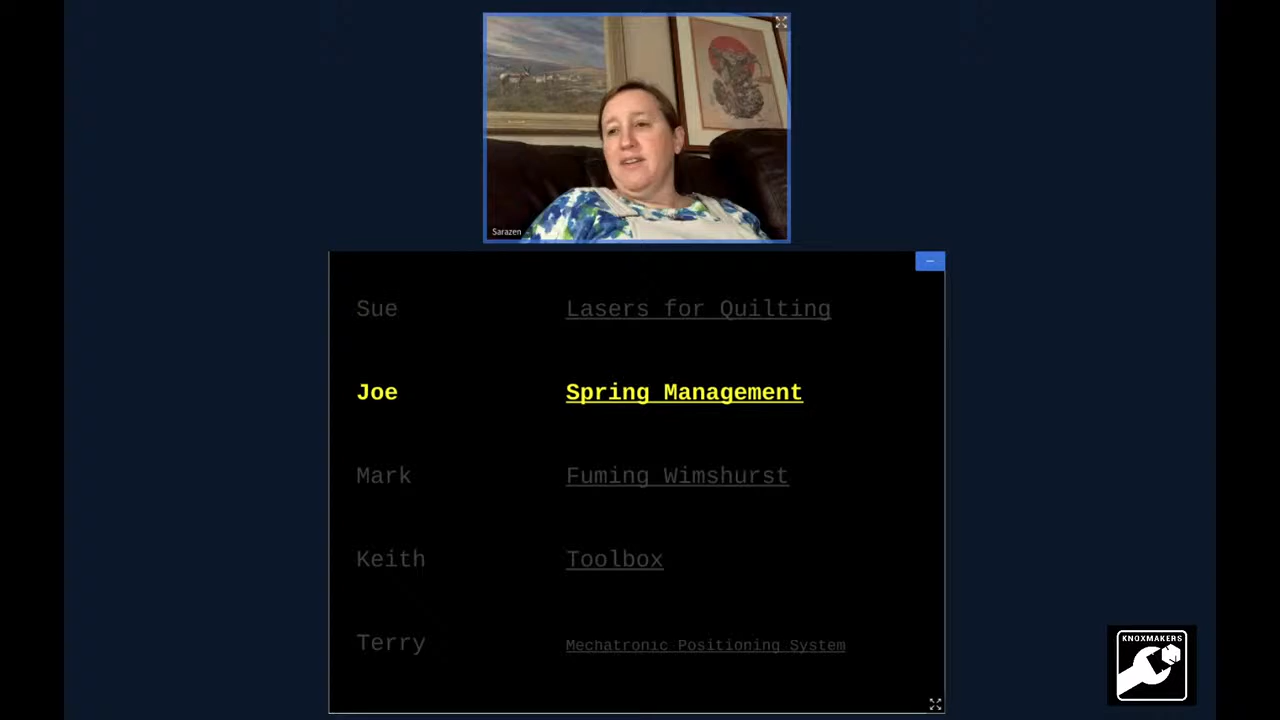 Sarazen
Sue Lasers for Quilting
Joe Spring Management
Mark Fuming Wimshurst
Keith Toolbox
Terry Mechatronic Positioning System
KNOXMAKERS